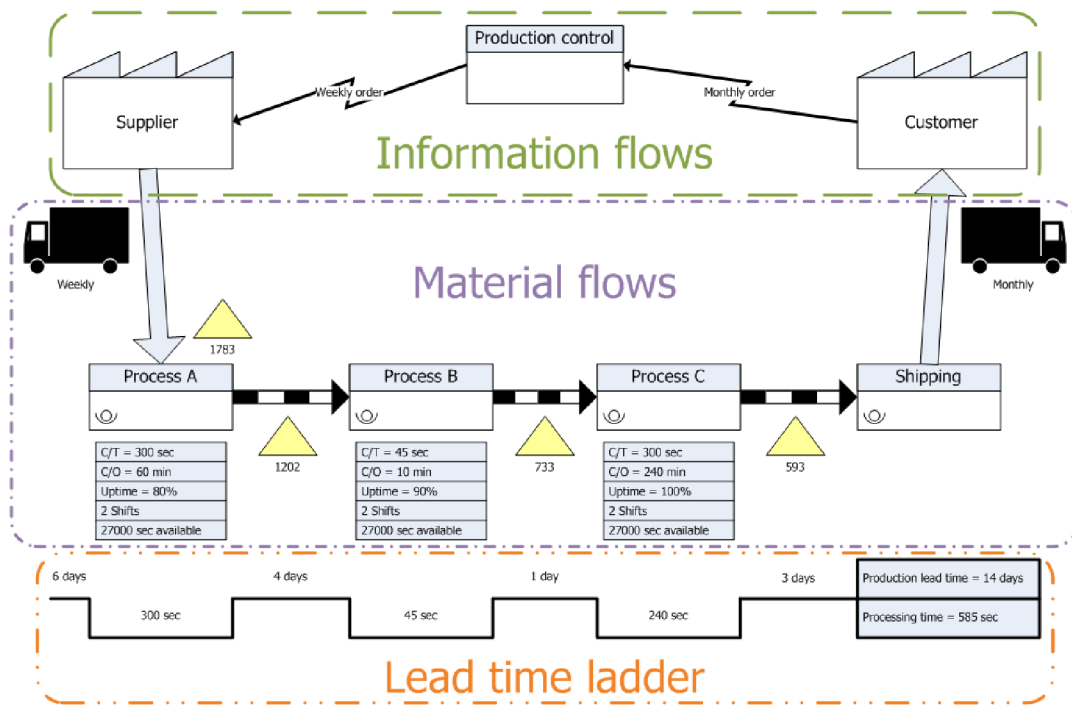 Production control
Weekly order
Monthly order
Supplier
Customer
Information flows
Weekly
Material flows
Monthly
1783
Process A
Process B
Process C
Shipping
1202
733
593
C/T = 300 sec
C/O = 60 min
Uptime = 80%
2 Shifts
27000 sec available
C/T = 45 sec
C/O = 10 min
Uptime = 90%
2 Shifts
27000 sec available
C/T = 300 sec
C/O = 240 min
Uptime = 100%
2 Shifts
27000 sec available
6 days
4 days
1 day
3 days
Production lead time = 14 days
300 sec
45 sec
240 sec
Processing time = 585 sec
Lead time ladder